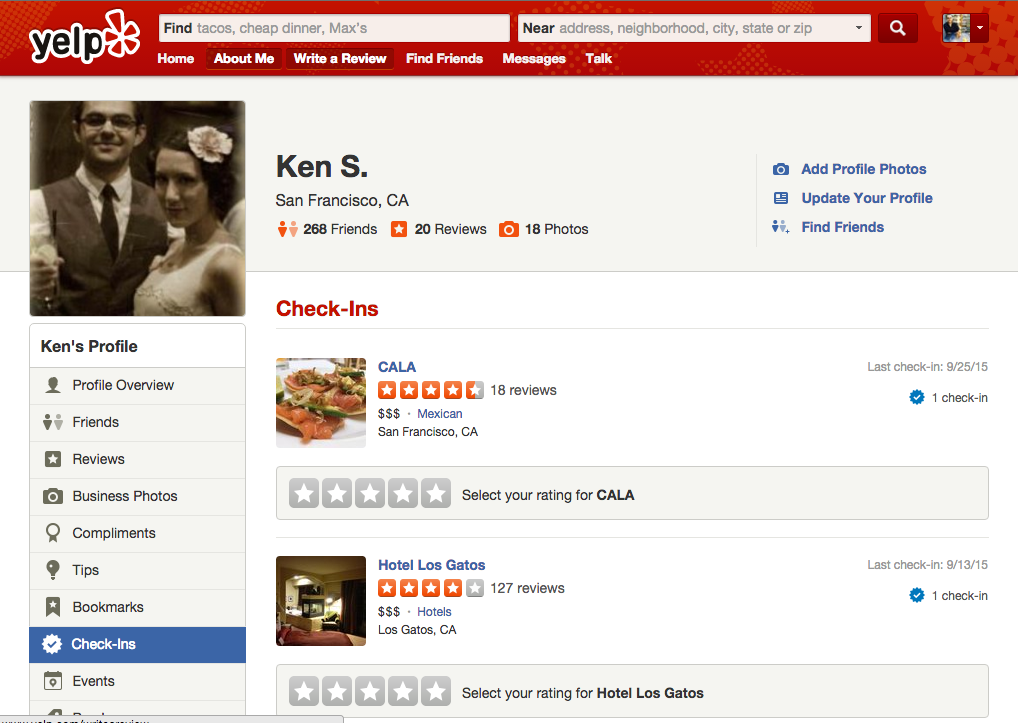 yelp
Find tacos, cheap dinner, Max's
Near address, neighborhood, city, state or zip
Home About Me Write a Review Find Friends Messages Talk
Ken S.
San Francisco, CA
268 Friends 20 Reviews 18 Photos
Add Profile Photos
Update Your Profile
Find Friends
Ken's Profile
Profile Overview
Friends
Reviews
Business Photos
Compliments
Tips
Bookmarks
Check-Ins
Events
Check-Ins
CALA
18 reviews
$$$ · Mexican
San Francisco, CA
Last check-in: 9/25/15
1 check-in
Select your rating for CALA
Hotel Los Gatos
127 reviews
$$$ · Hotels
Los Gatos, CA
Last check-in: 9/13/15
1 check-in
Select your rating for Hotel Los Gatos